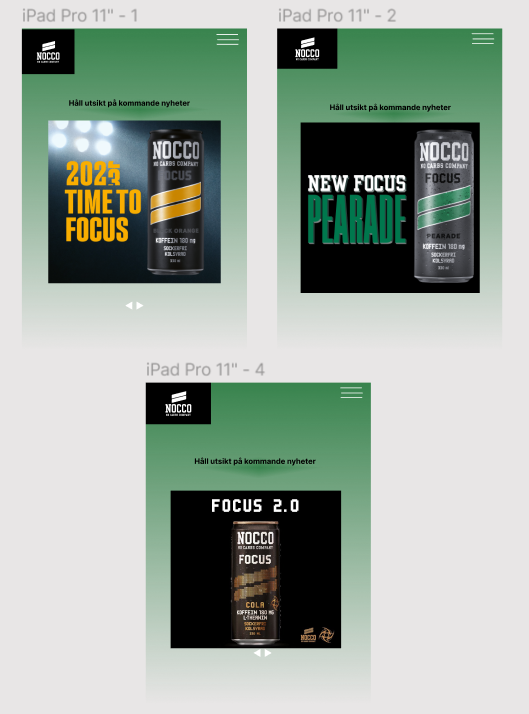 iPad Pro 11" - 1
NOCCO
NO CARBS COMPANY
Håll utsikt på kommande nyheter
2023
TIME TO
FOCUS
NOCCO
NO CARBS COMPANY
FOCUS
BLACK ORANGE
KOFFEIN 180 mg
SOCKERFRI
KOLSYRAD
330 ml
iPad Pro 11" - 2
NOCCO
NO CARBS COMPANY
Håll utsikt på kommande nyheter
NEW FOCUS
PEARADE
NOCCO
NO CARBS COMPANY
FOCUS
PEARADE
KOFFEIN 180 mg
SOCKERFRI
KOLSYRAD
330 ml
iPad Pro 11" - 4
NOCCO
NO CARBS COMPANY
Håll utsikt på kommande nyheter
FOCUS 2.0
NOCCO
NO CARBS COMPANY
FOCUS
COLA
KOFFEIN 180 MG
L-THEANIN
SOCKERFRI
KOLSYRAD
330 ml
NOCCO